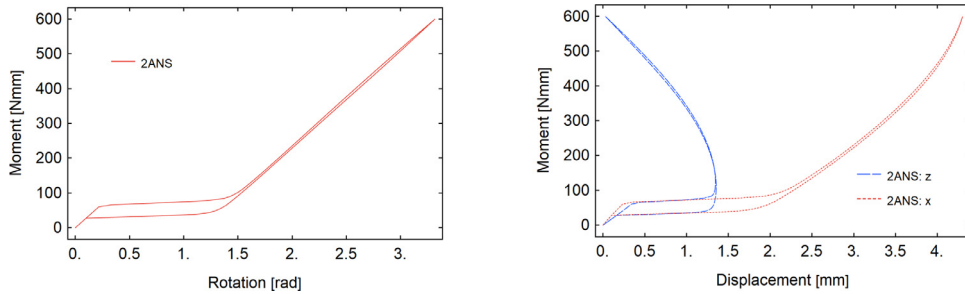 600
500
400
300
200
100
0
Moment [Nmm]
2ANS
0. 0.5 1. 1.5 2. 2.5 3.
Rotation [rad]
600
500
400
300
200
100
0
Moment [Nmm]
2ANS: z
2ANS: x
0. 0.5 1. 1.5 2. 2.5 3. 3.5 4.
Displacement [mm]